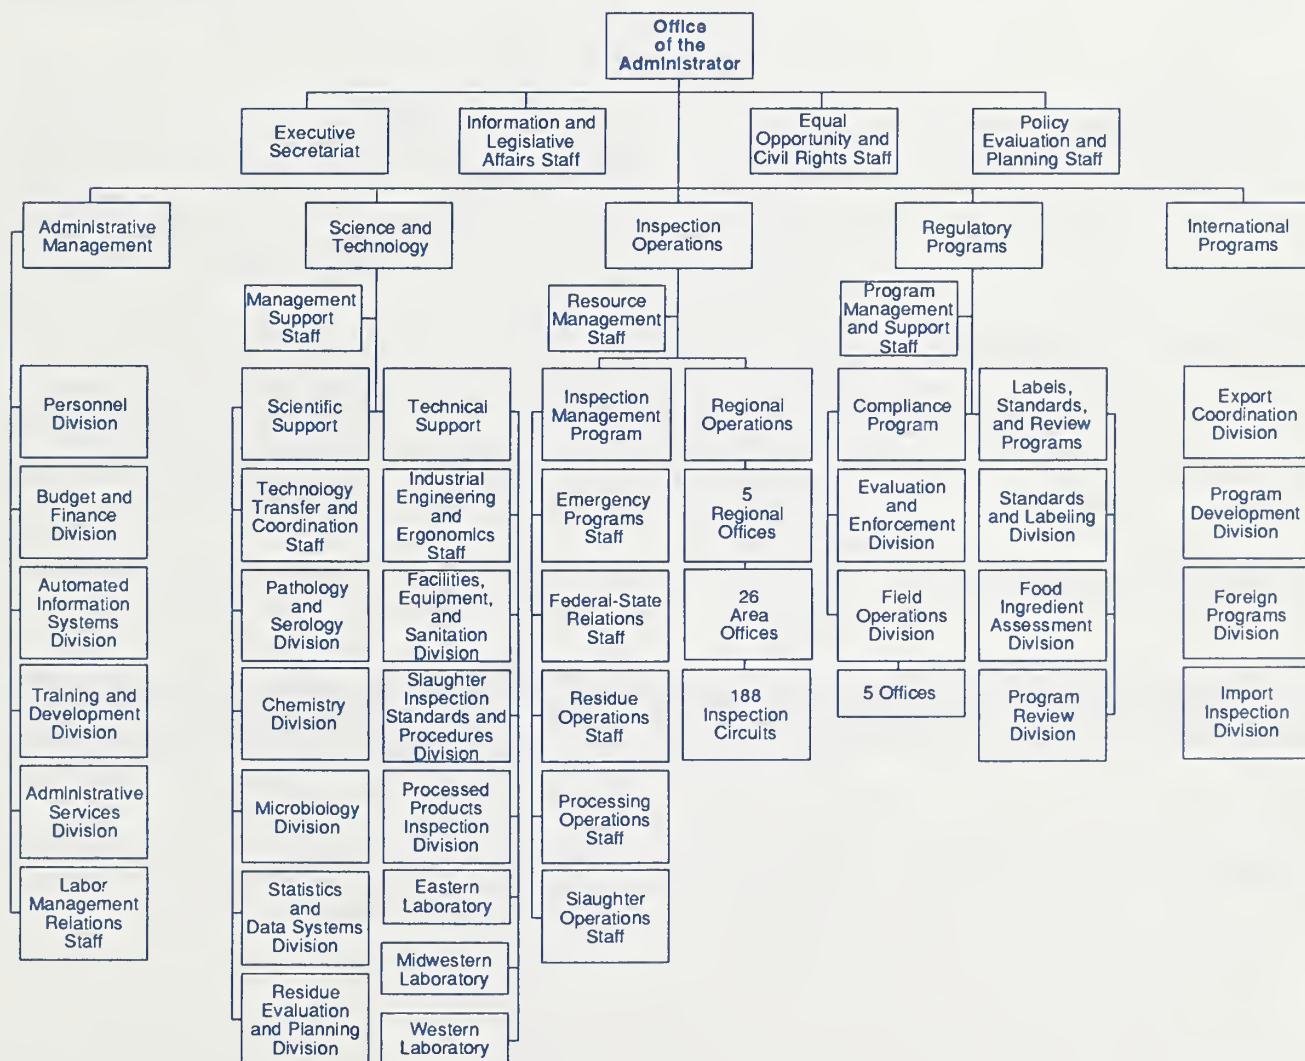 Office
of the
Administrator
Executive
Secretariat
Information and
Legislative
Affairs Staff
Equal
Opportunity and
Civil Rights Staff
Policy
Evaluation and
Planning Staff
Administrative
Management
Science and
Technology
Inspection
Operations
Regulatory
Programs
International
Programs
Management
Support
Staff
Resource
Management
Staff
Program
Management
and Support
Staff
Personnel
Division
Budget and
Finance
Division
Automated
Information
Systems
Division
Training and
Development
Division
Administrative
Services
Division
Labor
Management
Relations
Staff
Scientific
Support
Technology
Transfer and
Coordination
Staff
Pathology
and
Serology
Division
Chemistry
Division
Microbiology
Division
Statistics
and
Data Systems
Division
Residue
Evaluation
and Planning
Division
Technical
Support
Industrial
Engineering
and
Ergonomics
Staff
Facilities,
Equipment,
and
Sanitation
Division
Slaughter
Inspection
Standards and
Procedures
Division
Processed
Products
Inspection
Division
Eastern
Laboratory
Midwestern
Laboratory
Western
Laboratory
Inspection
Management
Program
Emergency
Programs
Staff
Federal-State
Relations
Staff
Residue
Operations
Staff
Processing
Operations
Staff
Slaughter
Operations
Staff
Regional
Operations
5
Regional
Offices
26
Area
Offices
188
Inspection
Circuits
Compliance
Program
Evaluation
and
Enforcement
Division
Field
Operations
Division
5 Offices
Labels,
Standards,
and Review
Programs
Standards
and Labeling
Division
Food
Ingredient
Assessment
Division
Program
Review
Division
Export
Coordination
Division
Program
Development
Division
Foreign
Programs
Division
Import
Inspection
Division